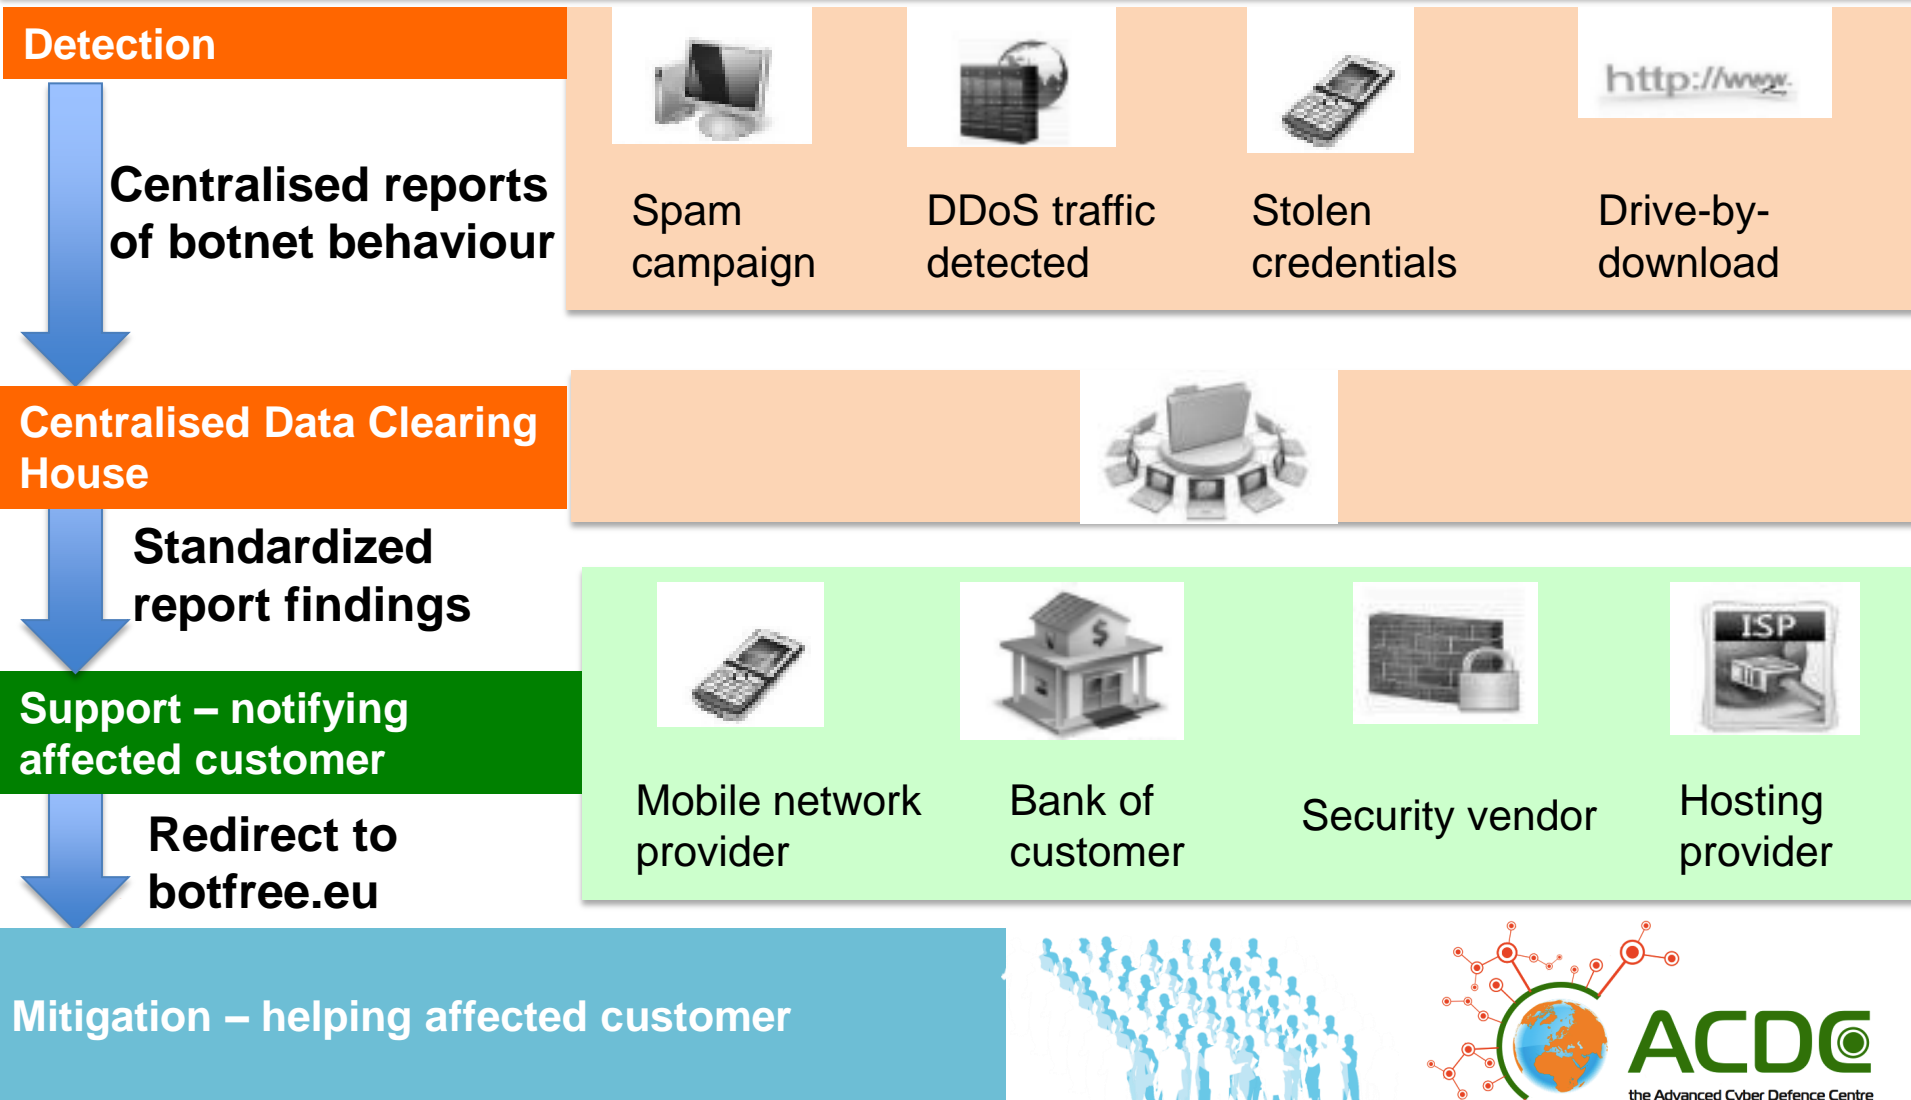 Detection
http://www.
Centralised reports
of botnet behaviour
Spam
campaign
DDoS traffic
detected
Stolen
credentials
Drive-by-
download
Centralised Data Clearing
House
Standardized
report findings
ISP
Support – notifying
affected customer
Mobile network
provider
Bank of
customer
Security vendor
Hosting
provider
Redirect to
botfree.eu
Mitigation – helping affected customer
ACDC
the Advanced Cyber Defence Centre